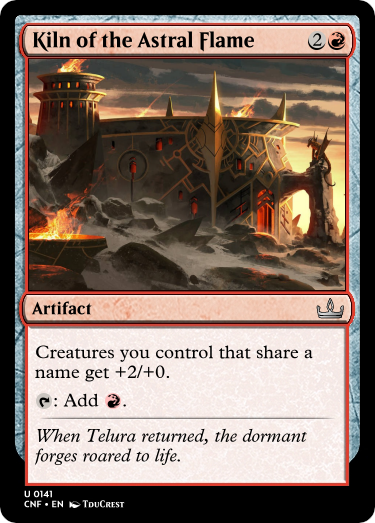 Kiln of the Astral Flame 2
Artifact
Creatures you control that share a
name get +2/+0.
: Add .
When Telura returned, the dormant
forges roared to life.
U 0141
CNF • EN TduCrest